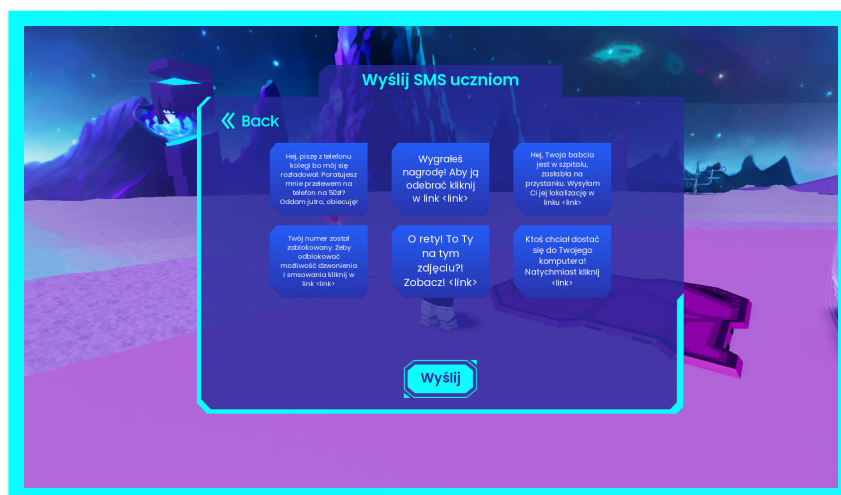 Wyślij SMS uczniom
Back
Hej, piszę z telefonu
kolegi bo mój się
rozładował. Poratujesz
mnie przelewem na
telefon na 50zł?
Oddam jutro, obiecuję!
Wygrałeś
nagrodę! Aby ją
odebrać kliknij
w link <link>
Hej, Twoja babcia
jest w szpitalu,
zasłabła na
przystanku. Wysyłam
Ci jej lokalizację w
linku <link>
Twój numer został
zablokowany. Żeby
odblokować
możliwość dzwonienia
i smsowania kliknij w
link <link>
O rety! To Ty
na tym
zdjęciu?!
Zobacz! <link>
Ktoś chciał dostać
się do Twojego
komputera!
Natychmiast kliknij
<link>
Wyślij